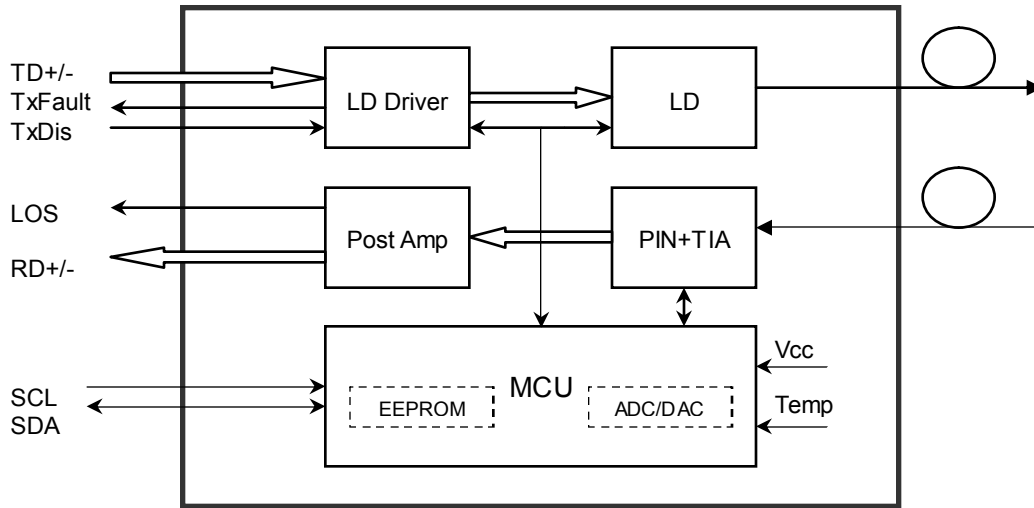 TD+/-
TxFault
TxDis
LD Driver
LD
LOS
RD+/-
Post Amp
PIN+TIA
SCL
SDA
MCU
EEPROM
ADC/DAC
Vcc
Temp